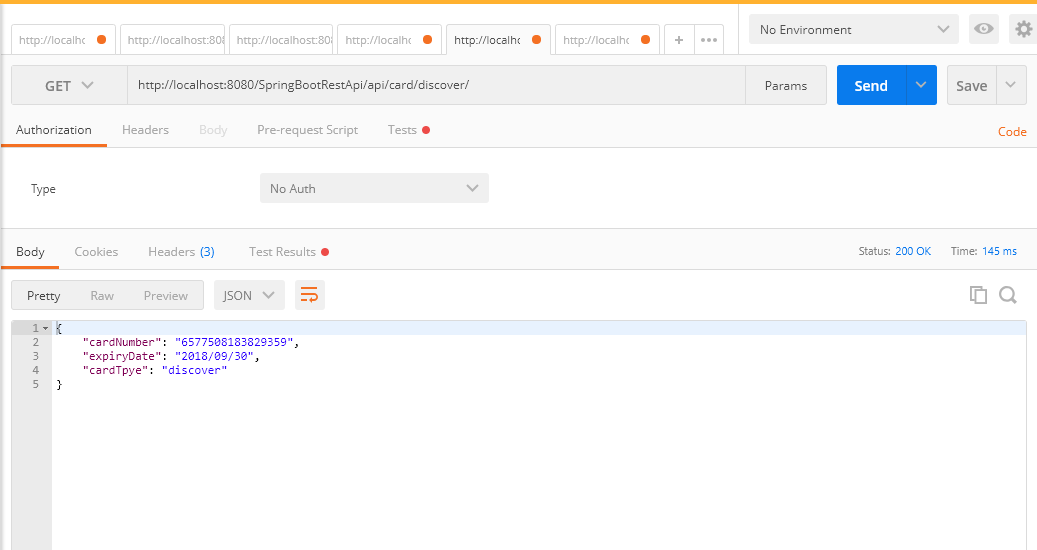 http://localhc
http://localhost:808
http://localhost:808
http://localhc
http://localhc
http://localhc
+
•••
No Environment
GET
http://localhost:8080/SpringBootRestApi/api/card/discover/
Params
Send
Save
Authorization Headers Body Pre-request Script Tests
Code
Type No Auth
Body Cookies Headers (3) Test Results
Status: 200 OK Time: 145 ms
Pretty Raw Preview JSON
1 {
2 "cardNumber": "6577508183829359",
3 "expiryDate": "2018/09/30",
4 "cardTpye": "discover"
5 }